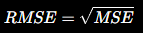 RMSE = √MSE